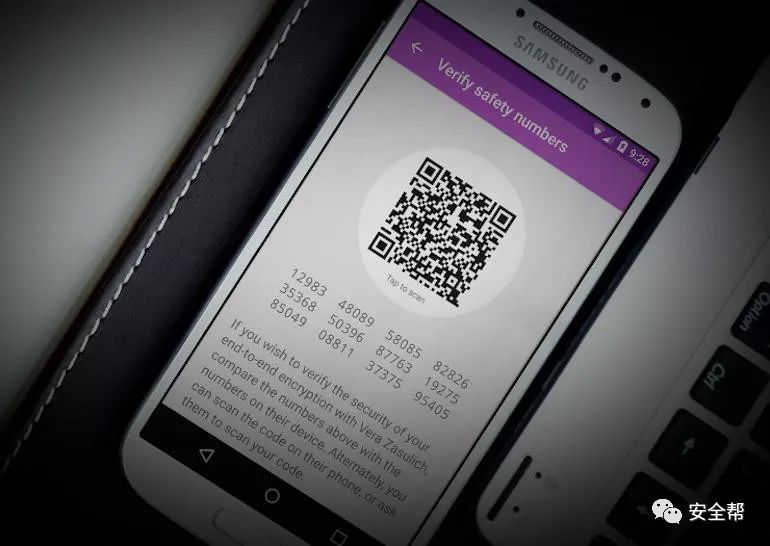 SAMSUNG
9:28
Verify safety numbers
Tap to scan
12983 48089 58085 82826
35368 50396 87763 19275
85049 08811 37375 95405
If you wish to verify the security of your
end-to-end encryption with Vera Zasulich,
compare the numbers above with the
numbers on their device. Alternately, you
can scan the code on their phone, or ask
them to scan your code.
Option
Ctrl
安全帮